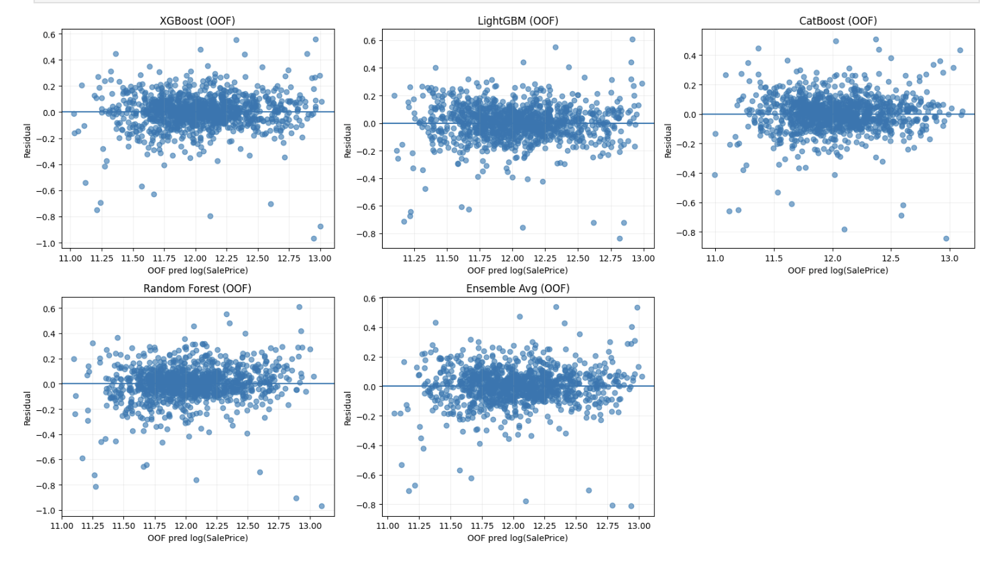 XGBoost (OOF)
0.6
0.4
0.2
0.0
−0.2
−0.4
−0.6
−0.8
−1.0
Residual
11.00 11.25 11.50 11.75 12.00 12.25 12.50 12.75 13.00
OOF pred log(SalePrice)
LightGBM (OOF)
0.6
0.4
0.2
0.0
−0.2
−0.4
−0.6
−0.8
Residual
11.25 11.50 11.75 12.00 12.25 12.50 12.75 13.00
OOF pred log(SalePrice)
CatBoost (OOF)
0.4
0.2
0.0
−0.2
−0.4
−0.6
−0.8
Residual
11.0 11.5 12.0 12.5 13.0
OOF pred log(SalePrice)
Random Forest (OOF)
0.6
0.4
0.2
0.0
−0.2
−0.4
−0.6
−0.8
−1.0
Residual
11.00 11.25 11.50 11.75 12.00 12.25 12.50 12.75 13.00
OOF pred log(SalePrice)
Ensemble Avg (OOF)
0.6
0.4
0.2
0.0
−0.2
−0.4
−0.6
−0.8
Residual
11.00 11.25 11.50 11.75 12.00 12.25 12.50 12.75 13.00
OOF pred log(SalePrice)